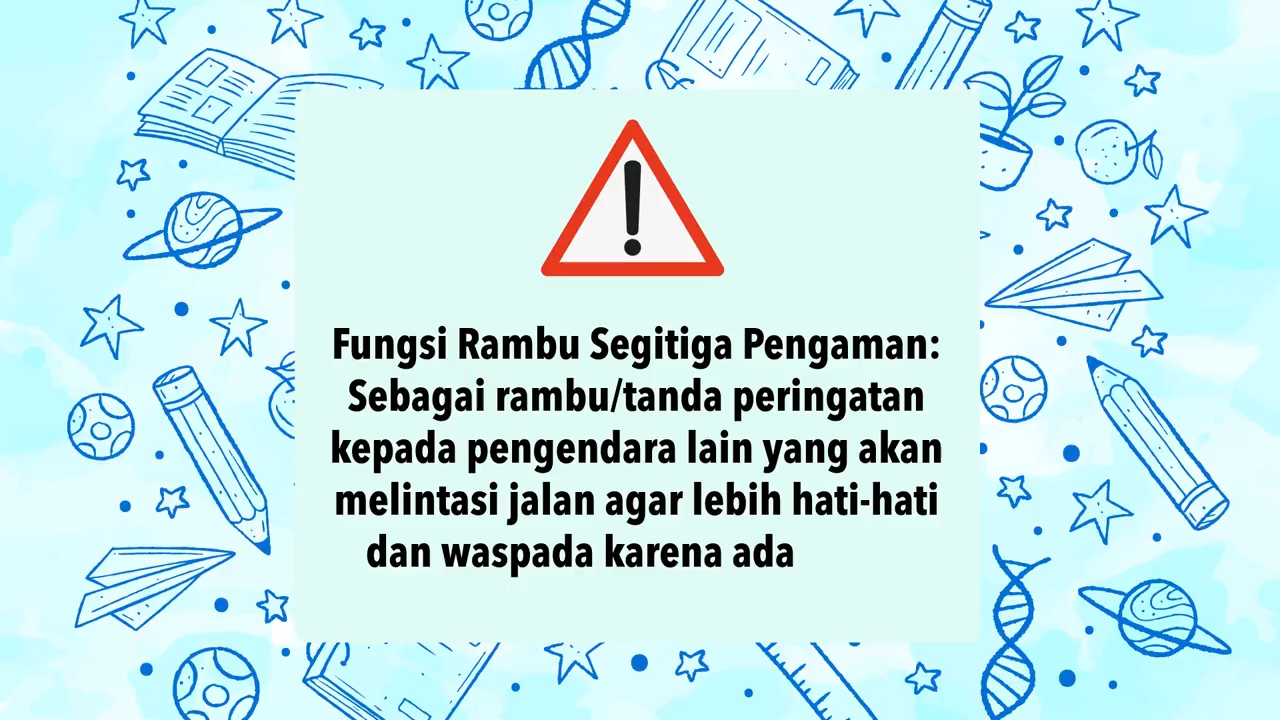 Fungsi Rambu Segitiga Pengaman:
Sebagai rambu/tanda peringatan
kepada pengendara lain yang akan
melintasi jalan agar lebih hati-hati
dan waspada karena ada